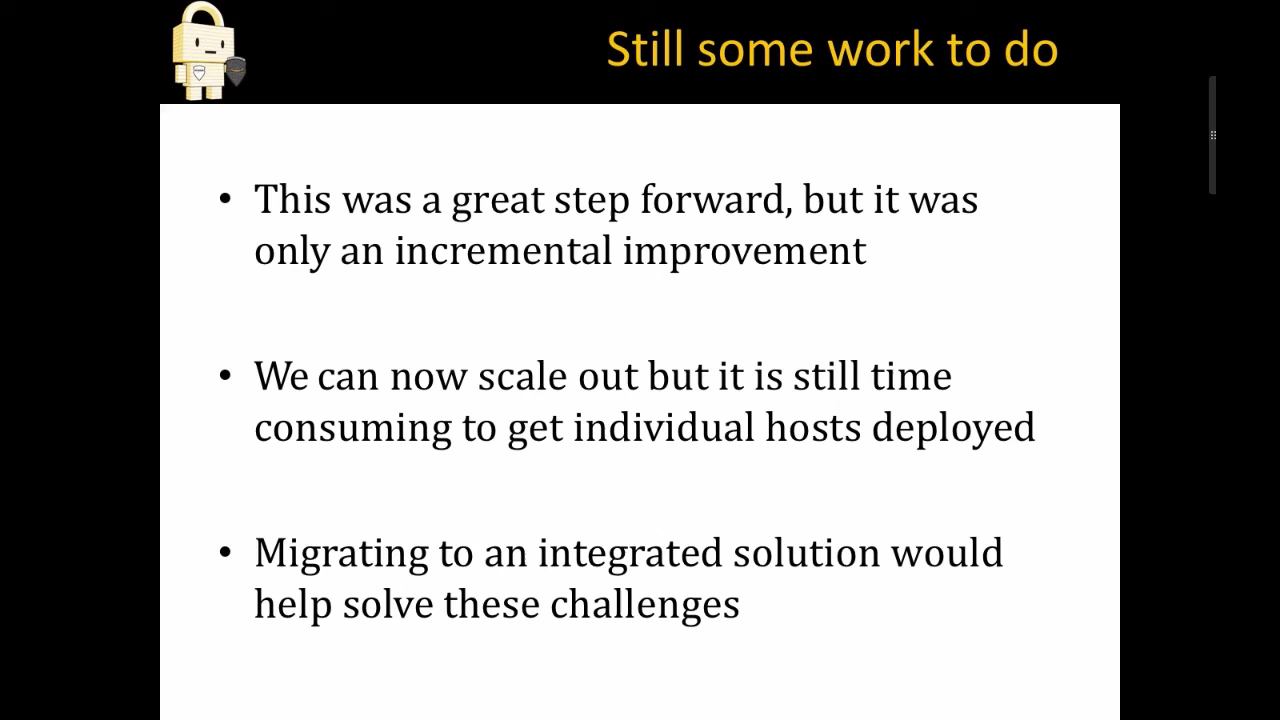 Still some work to do
• This was a great step forward, but it was
only an incremental improvement
• We can now scale out but it is still time
consuming to get individual hosts deployed
• Migrating to an integrated solution would
help solve these challenges